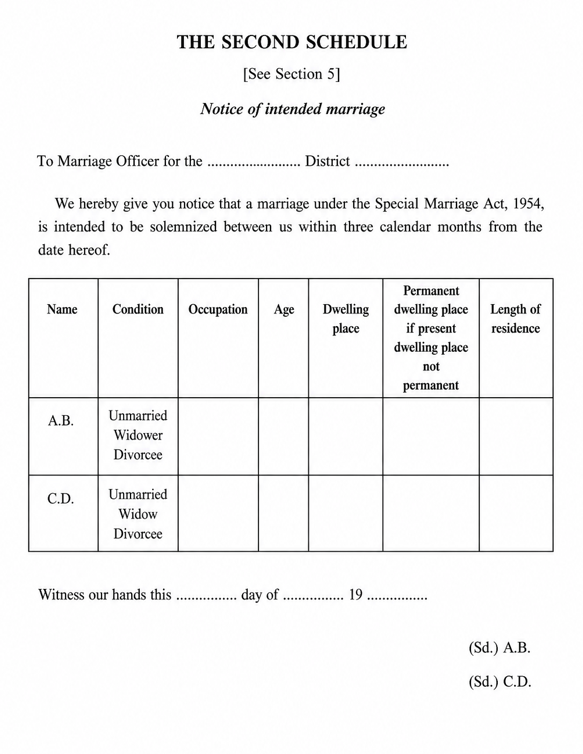 THE SECOND SCHEDULE
[See Section 5]
Notice of intended marriage
To Marriage Officer for the ......................... District .........................
We hereby give you notice that a marriage under the Special Marriage Act, 1954,
is intended to be solemnized between us within three calendar months from the
date hereof.
Name
Condition
Occupation
Age
Dwelling
place
Permanent
dwelling place
if present
dwelling place
not
permanent
Length of
residence
A.B.
Unmarried
Widower
Divorcee
C.D.
Unmarried
Widow
Divorcee
Witness our hands this ................ day of ................ 19 ................
(Sd.) A.B.
(Sd.) C.D.